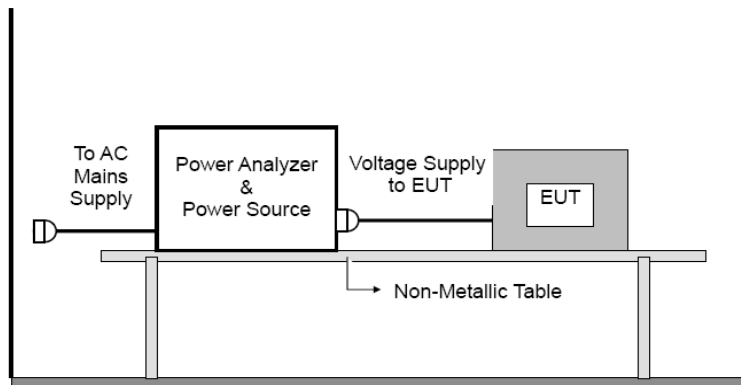 To AC
Mains
Supply
Power Analyzer
&
Power Source
Voltage Supply
to EUT
EUT
Non-Metallic Table